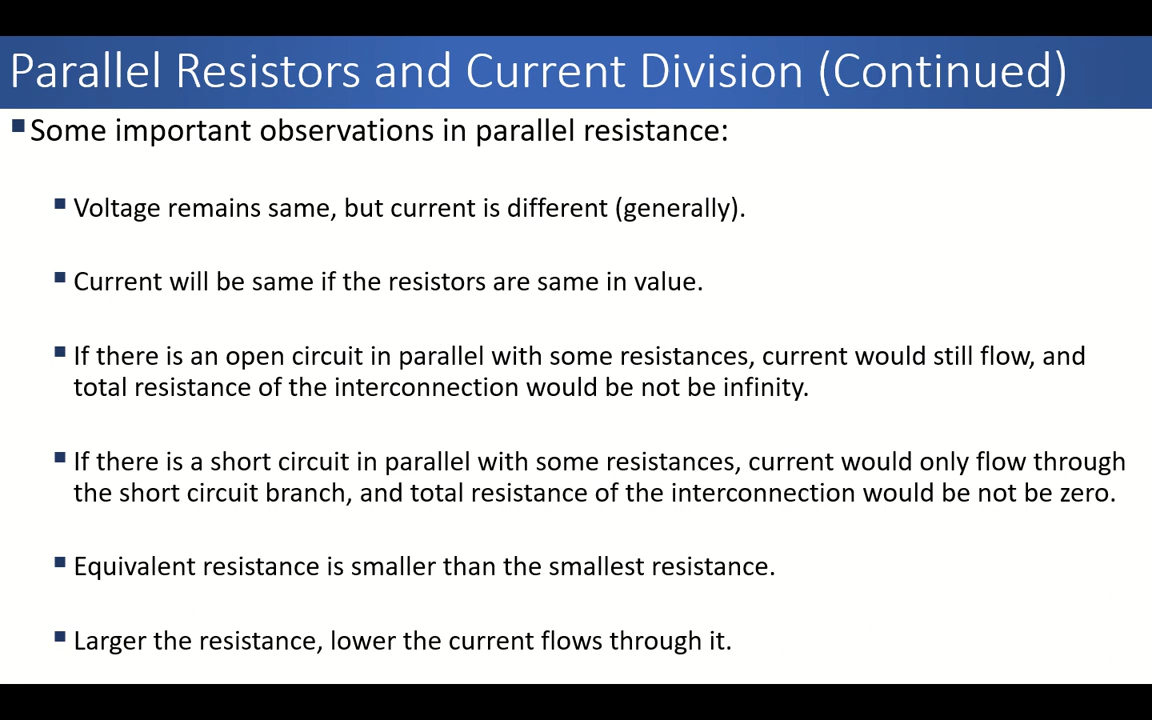 Parallel Resistors and Current Division (Continued)
Some important observations in parallel resistance:
Voltage remains same, but current is different (generally).
Current will be same if the resistors are same in value.
If there is an open circuit in parallel with some resistances, current would still flow, and
total resistance of the interconnection would be not be infinity.
If there is a short circuit in parallel with some resistances, current would only flow through
the short circuit branch, and total resistance of the interconnection would be not be zero.
Equivalent resistance is smaller than the smallest resistance.
Larger the resistance, lower the current flows through it.